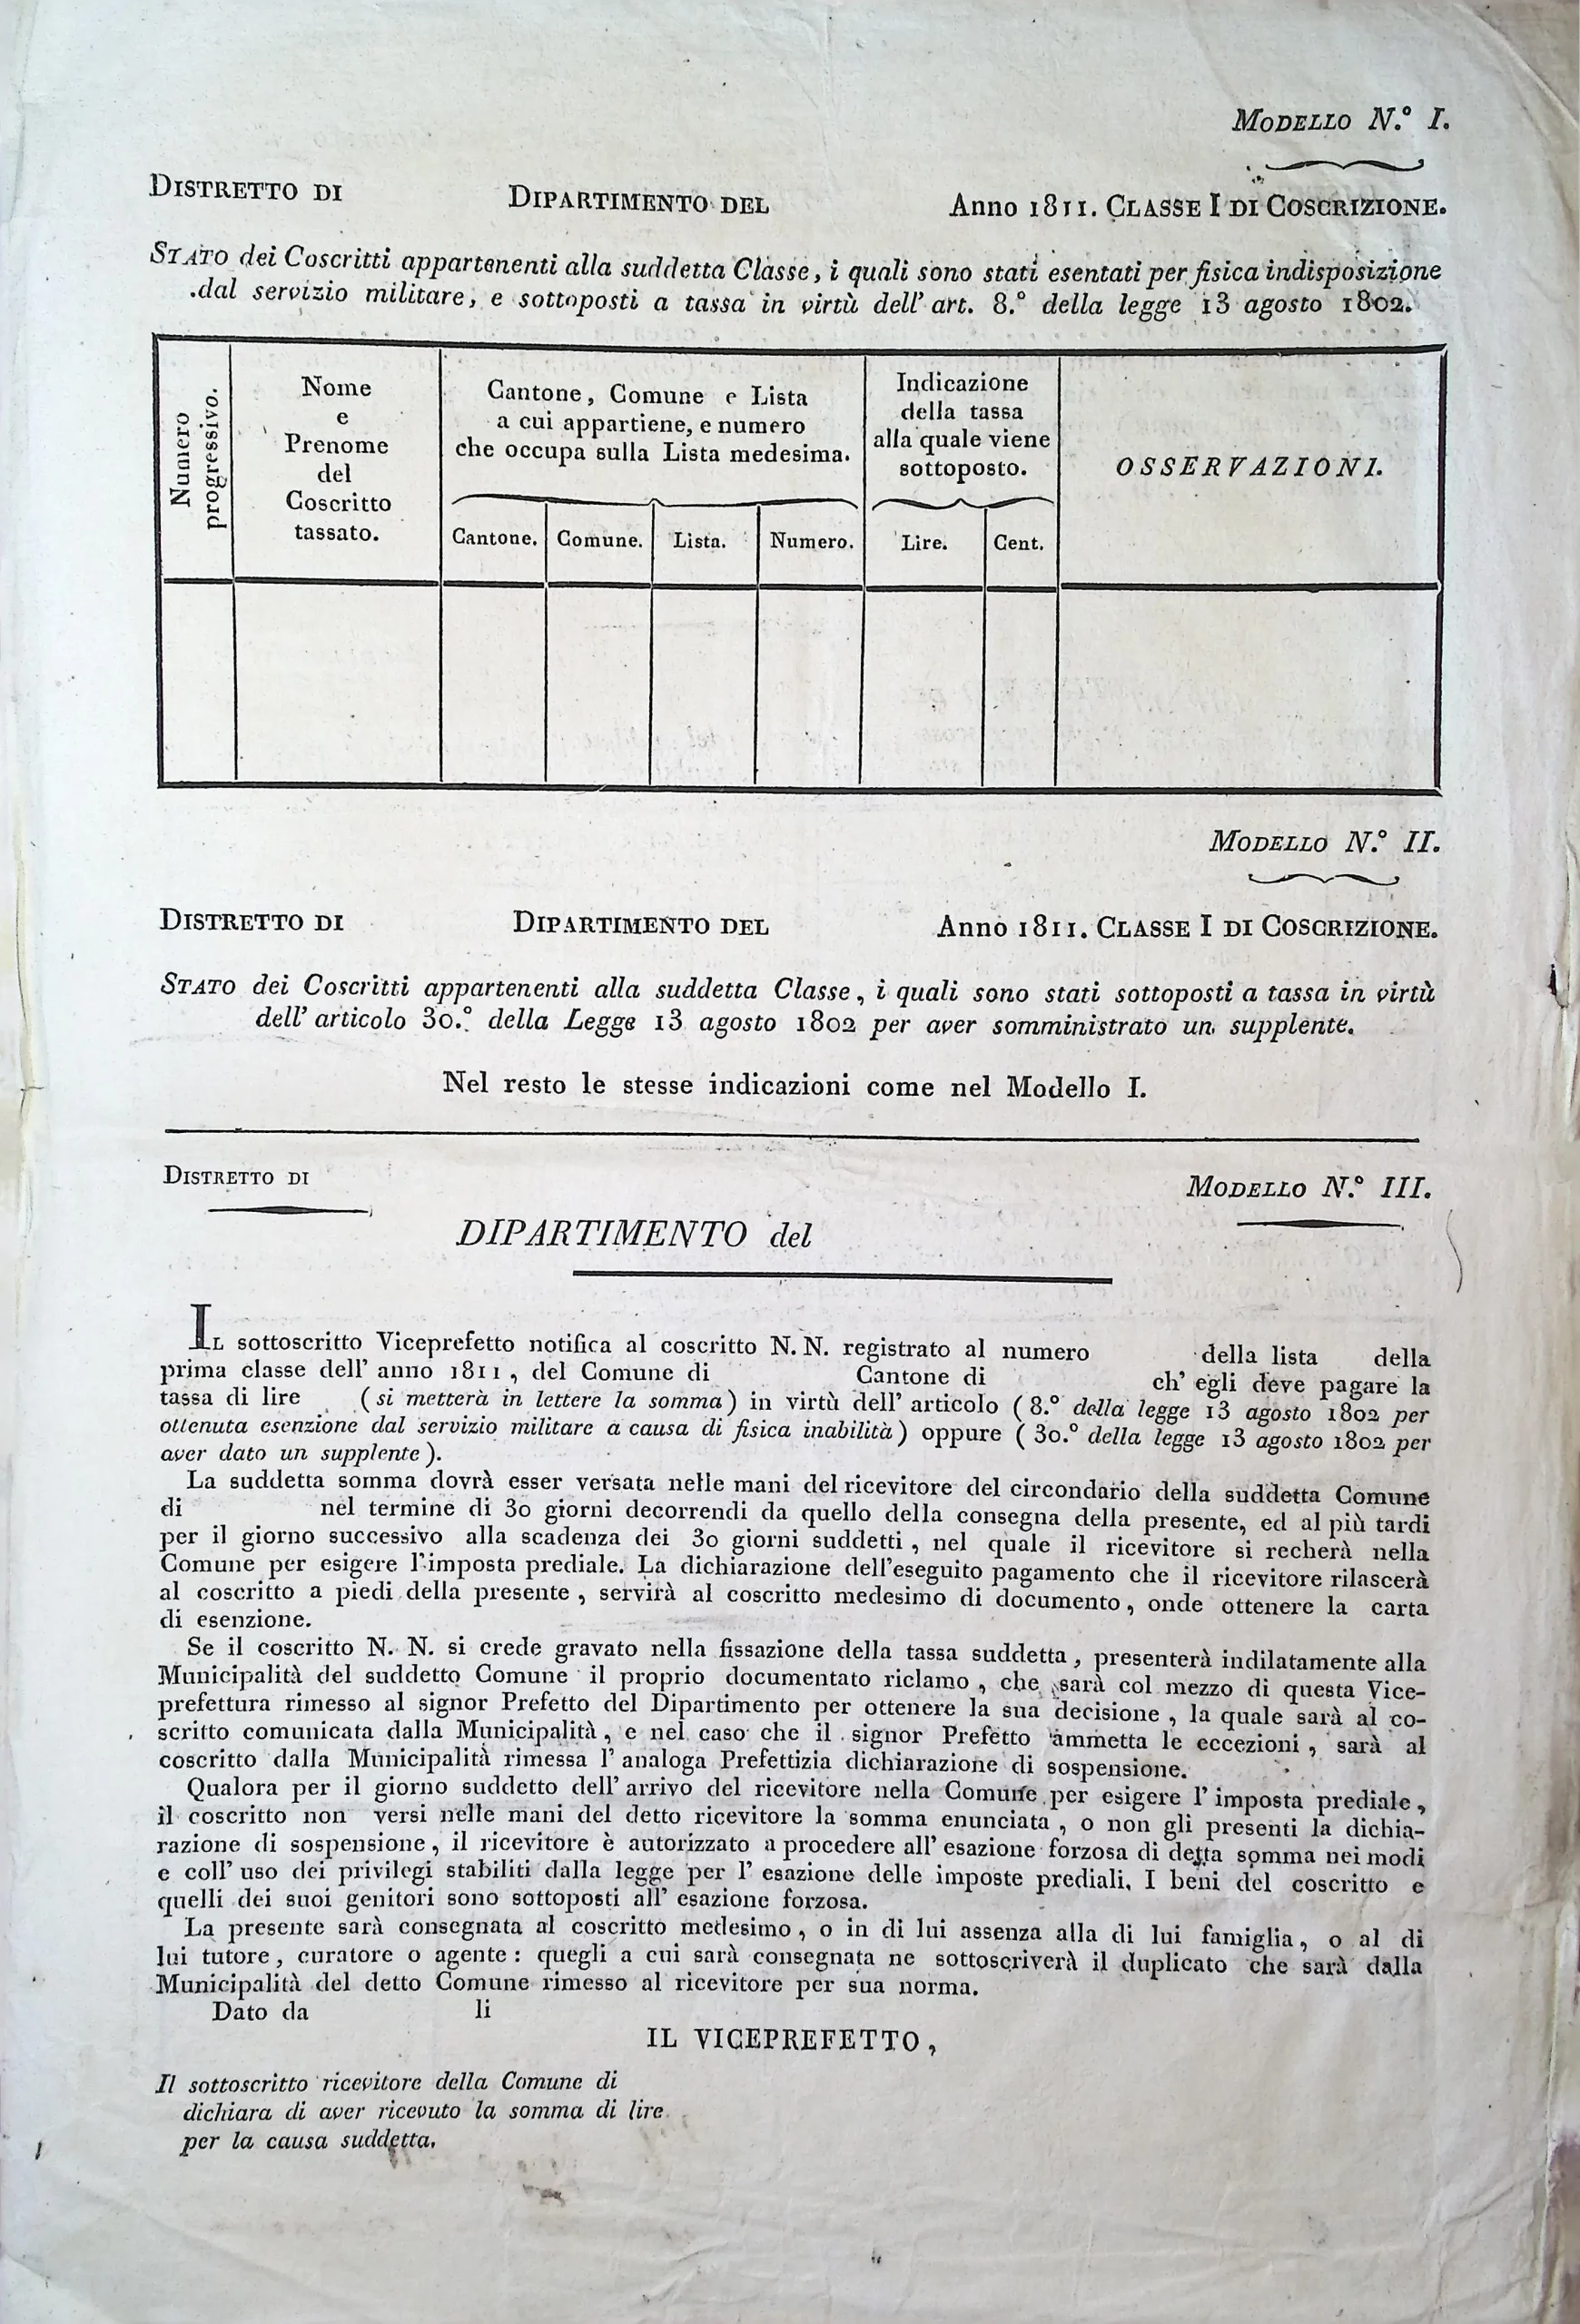 MODELLO N.° I.
DISTRETTO DI DIPARTIMENTO DEL Anno 1811. CLASSE I DI COSCRIZIONE.
STATO dei Coscritti appartenenti alla suddetta Classe, i quali sono stati esentati per fisica indisposizione
dal servizio militare, e sottoposti a tassa in virtù dell' art. 8.° della legge 13 agosto 1802.
Numero
progressivo.
Nome
e
Prenome
del
Coscritto
tassato.
Cantone, Comune e Lista
a cui appartiene, e numero
che occupa sulla Lista medesima.
Cantone. Comune. Lista. Numero.
Indicazione
della tassa
alla quale viene
sottoposto.
Lire. Cent.
OSSERVAZIONI.
MODELLO N.° II.
DISTRETTO DI DIPARTIMENTO DEL Anno 1811. CLASSE I DI COSCRIZIONE.
STATO dei Coscritti appartenenti alla suddetta Classe, i quali sono stati sottoposti a tassa in virtù
dell' articolo 30.° della Legge 13 agosto 1802 per aver somministrato un supplente.
Nel resto le stesse indicazioni come nel Modello I.
DISTRETTO DI MODELLO N.° III.
DIPARTIMENTO del
IL sottoscritto Viceprefetto notifica al coscritto N. N. registrato al numero della lista della
prima classe dell' anno 1811, del Comune di Cantone di ch' egli deve pagare la
tassa di lire (si metterà in lettere la somma) in virtù dell' articolo (8.° della legge 13 agosto 1802 per
ottenuta esenzione dal servizio militare a causa di fisica inabilità) oppure (30.° della legge 13 agosto 1802 per
aver dato un supplente).
La suddetta somma dovrà esser versata nelle mani del ricevitore del circondario della suddetta Comune
di nel termine di 30 giorni decorrendi da quello della consegna della presente, ed al più tardi
per il giorno successivo alla scadenza dei 30 giorni suddetti, nel quale il ricevitore si recherà nella
Comune per esigere l'imposta prediale. La dichiarazione dell'eseguito pagamento che il ricevitore rilascerà
al coscritto a piedi della presente, servirà al coscritto medesimo di documento, onde ottenere la carta
di esenzione.
Se il coscritto N. N. si crede gravato nella fissazione della tassa suddetta, presenterà indilatamente alla
Municipalità del suddetto Comune il proprio documentato riclamo, che sarà col mezzo di questa Vice-
prefettura rimesso al signor Prefetto del Dipartimento per ottenere la sua decisione, la quale sarà al co-
scritto comunicata dalla Municipalità, e nel caso che il signor Prefetto ammetta le eccezioni, sarà al
coscritto dalla Municipalità rimessa l' analoga Prefettizia dichiarazione di sospensione.
Qualora per il giorno suddetto dell' arrivo del ricevitore nella Comune per esigere l' imposta prediale,
il coscritto non versi nelle mani del detto ricevitore la somma enunciata, o non gli presenti la dichia-
razione di sospensione, il ricevitore è autorizzato a procedere all' esazione forzosa di detta somma nei modi
e coll' uso dei privilegi stabiliti dalla legge per l' esazione delle imposte prediali. I beni del coscritto e
quelli dei suoi genitori sono sottoposti all' esazione forzosa.
La presente sarà consegnata al coscritto medesimo, o in di lui assenza alla di lui famiglia, o al di
lui tutore, curatore o agente: quegli a cui sarà consegnata ne sottoscriverà il duplicato che sarà dalla
Municipalità del detto Comune rimesso al ricevitore per sua norma.
Dato da li
IL VICEPREFETTO,
Il sottoscritto ricevitore della Comune di
dichiara di aver ricevuto la somma di lire
per la causa suddetta.